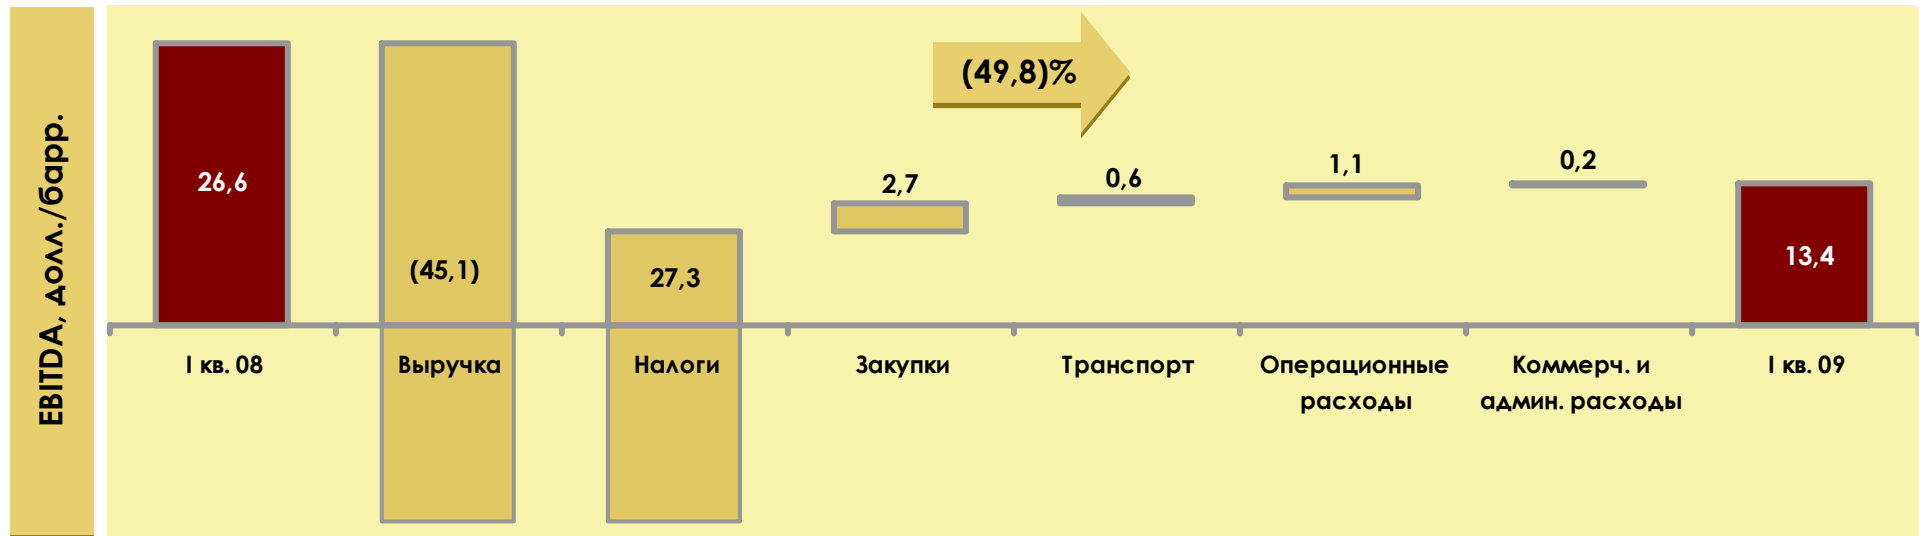 EBITDA, долл./барр.
(49,8)%
26,6
(45,1)
27,3
2,7
0,6
1,1
0,2
13,4
I кв. 08
Выручка
Налоги
Закупки
Транспорт
Операционные
расходы
Коммерч. и
админ. расходы
I кв. 09